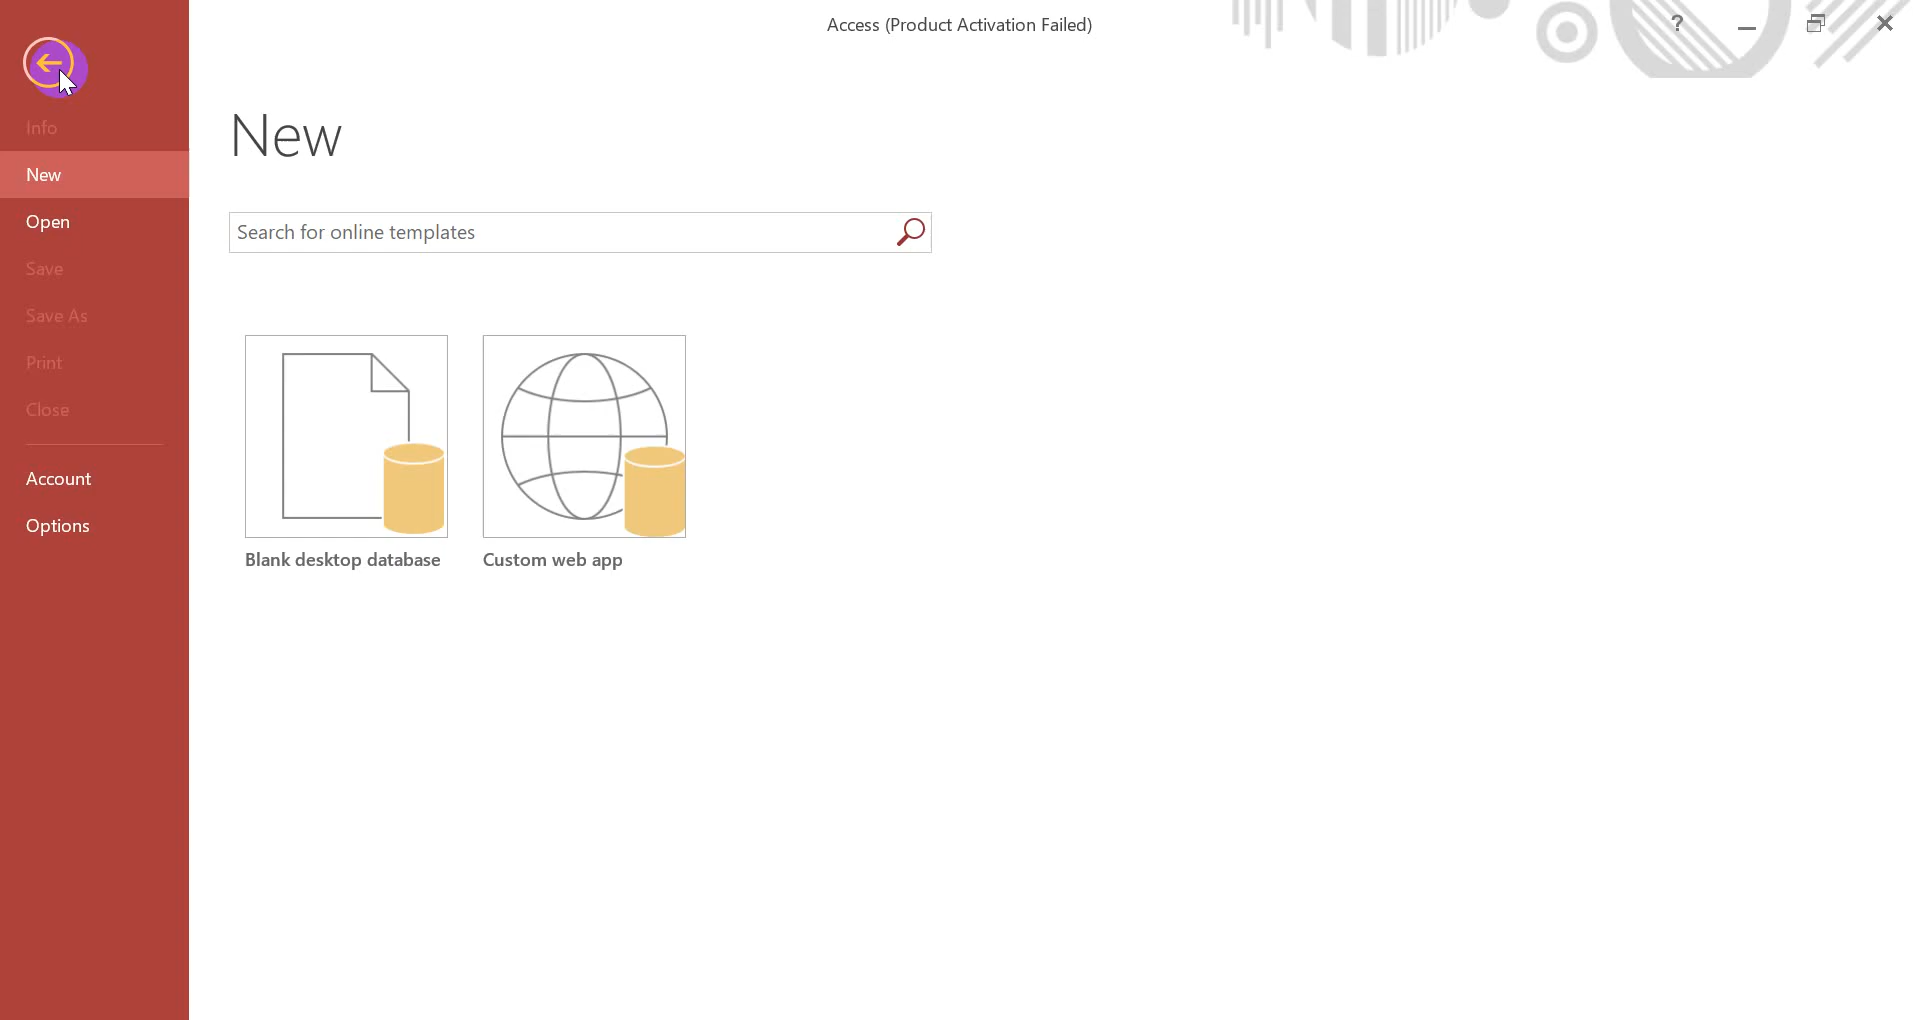 Access (Product Activation Failed)
?
Info
New
Open
Save
Save As
Print
Close
Account
Options
New
Search for online templates
Blank desktop database
Custom web app